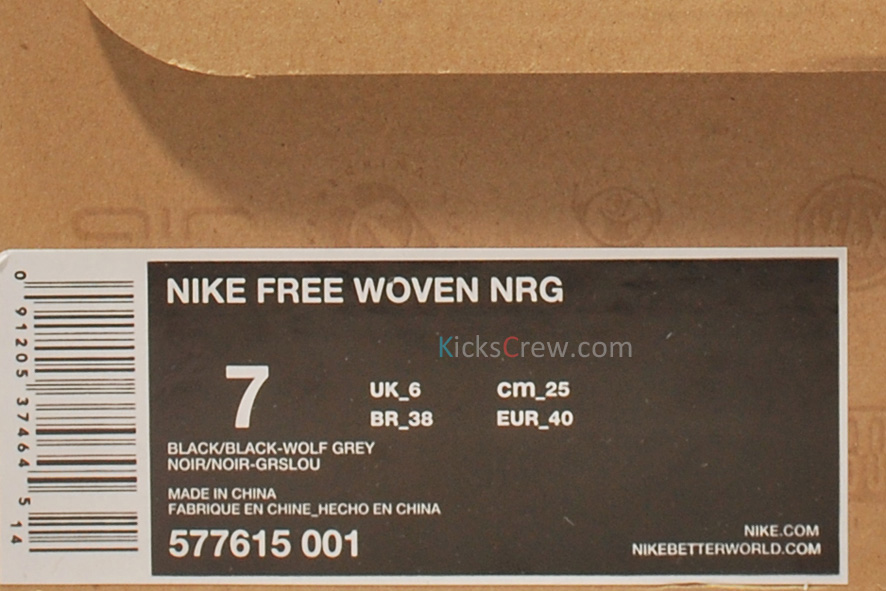 NIKE FREE WOVEN NRG
KicksCrew.com
7
UK_6 CM_25
BR_38 EUR_40
BLACK/BLACK-WOLF GREY
NOIR/NOIR-GRSLOU
MADE IN CHINA
FABRIQUE EN CHINE_HECHO EN CHINA
577615 001
NIKE.COM
NIKEBETTERWORLD.COM
0 91205 37464 5 14